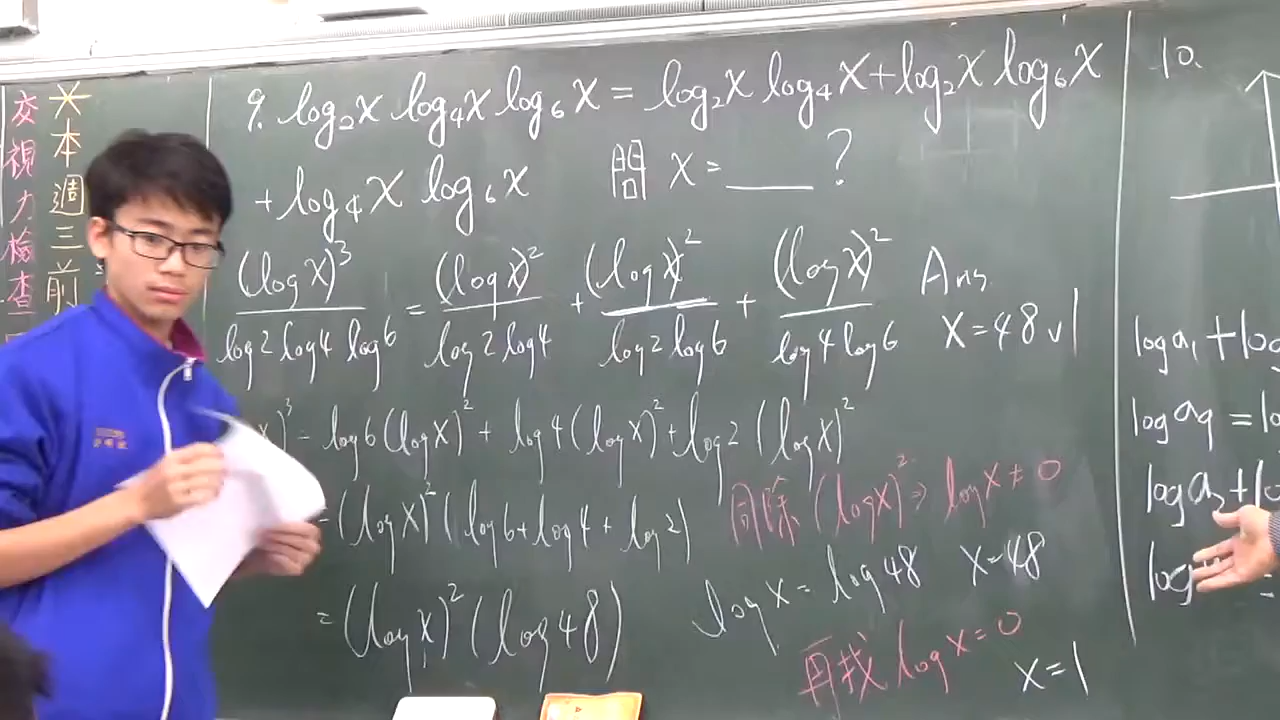 交視力檢查
※本週三前
9. log₂x log₄x log₆x = log₂x log₄x + log₂x log₆x
+ log₄x log₆x 問 x = ____ ?
(log x)³ / log2 log4 log6 = (log x)² / log2 log4 + (log x)² / log2 log6 + (log x)² / log4 log6
Ans
x = 48 ∨ 1
x)³ = log6 (log x)² + log4 (log x)² + log2 (log x)²
= (log x)² (log6 + log4 + log2)
同除 (log x)² ⇒ log x ≠ 0
= (log x)² (log 48)
log x = log 48 x = 48
再找 log x = 0
x = 1
10.
log a₁ + log
log a₉ = lo
log a₃ + l
log